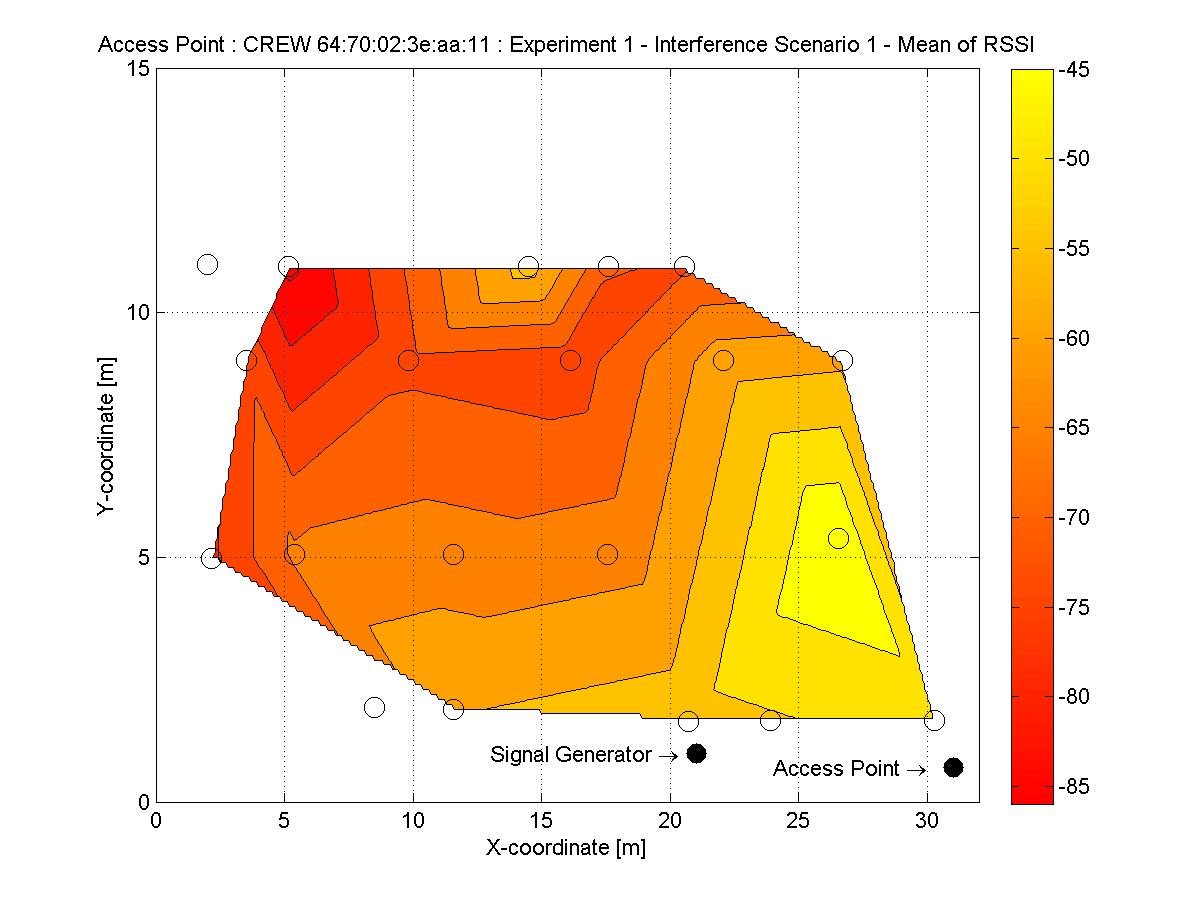 Access Point : CREW 64:70:02:3e:aa:11 : Experiment 1 - Interference Scenario 1 - Mean of RSSI
15
10
5
0
Y-coordinate [m]
0 5 10 15 20 25 30
X-coordinate [m]
Signal Generator →
Access Point →
-45
-50
-55
-60
-65
-70
-75
-80
-85